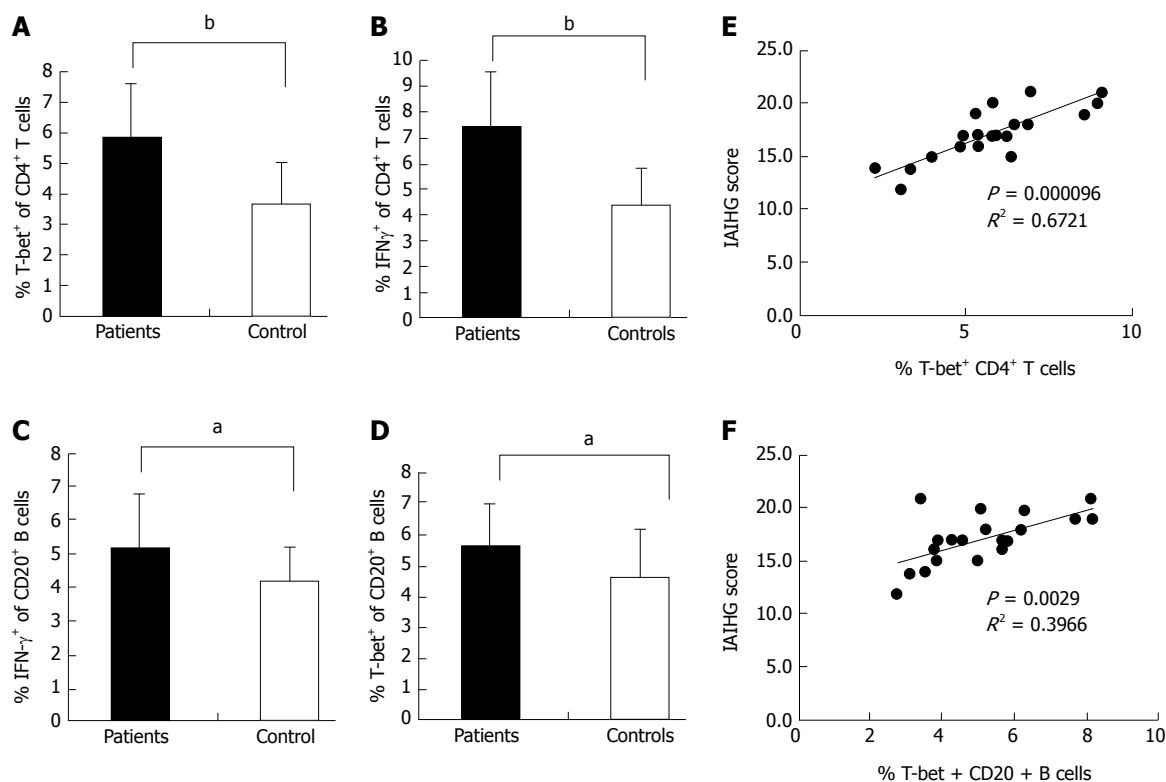 A
b
8
7
6
5
4
3
2
1
0
% T-bet⁺ of CD4⁺ T cells
Patients Control
B
b
10
9
8
7
6
5
4
3
2
1
0
% IFNγ⁺ of CD4⁺ T cells
Patients Controls
E
25.0
20.0
15.0
10.0
5.0
0.0
IAIHG score
P = 0.000096
R² = 0.6721
0 5 10
% T-bet⁺ CD4⁺ T cells
C
a
8
7
6
5
4
3
2
1
0
% IFN-γ⁺ of CD20⁺ B cells
Patients Control
D
a
8
7
6
5
4
3
2
1
0
% T-bet⁺ of CD20⁺ B cells
Patients Controls
F
25.0
20.0
15.0
10.0
5.0
0.0
IAIHG score
P = 0.0029
R² = 0.3966
0 2 4 6 8 10
% T-bet + CD20 + B cells